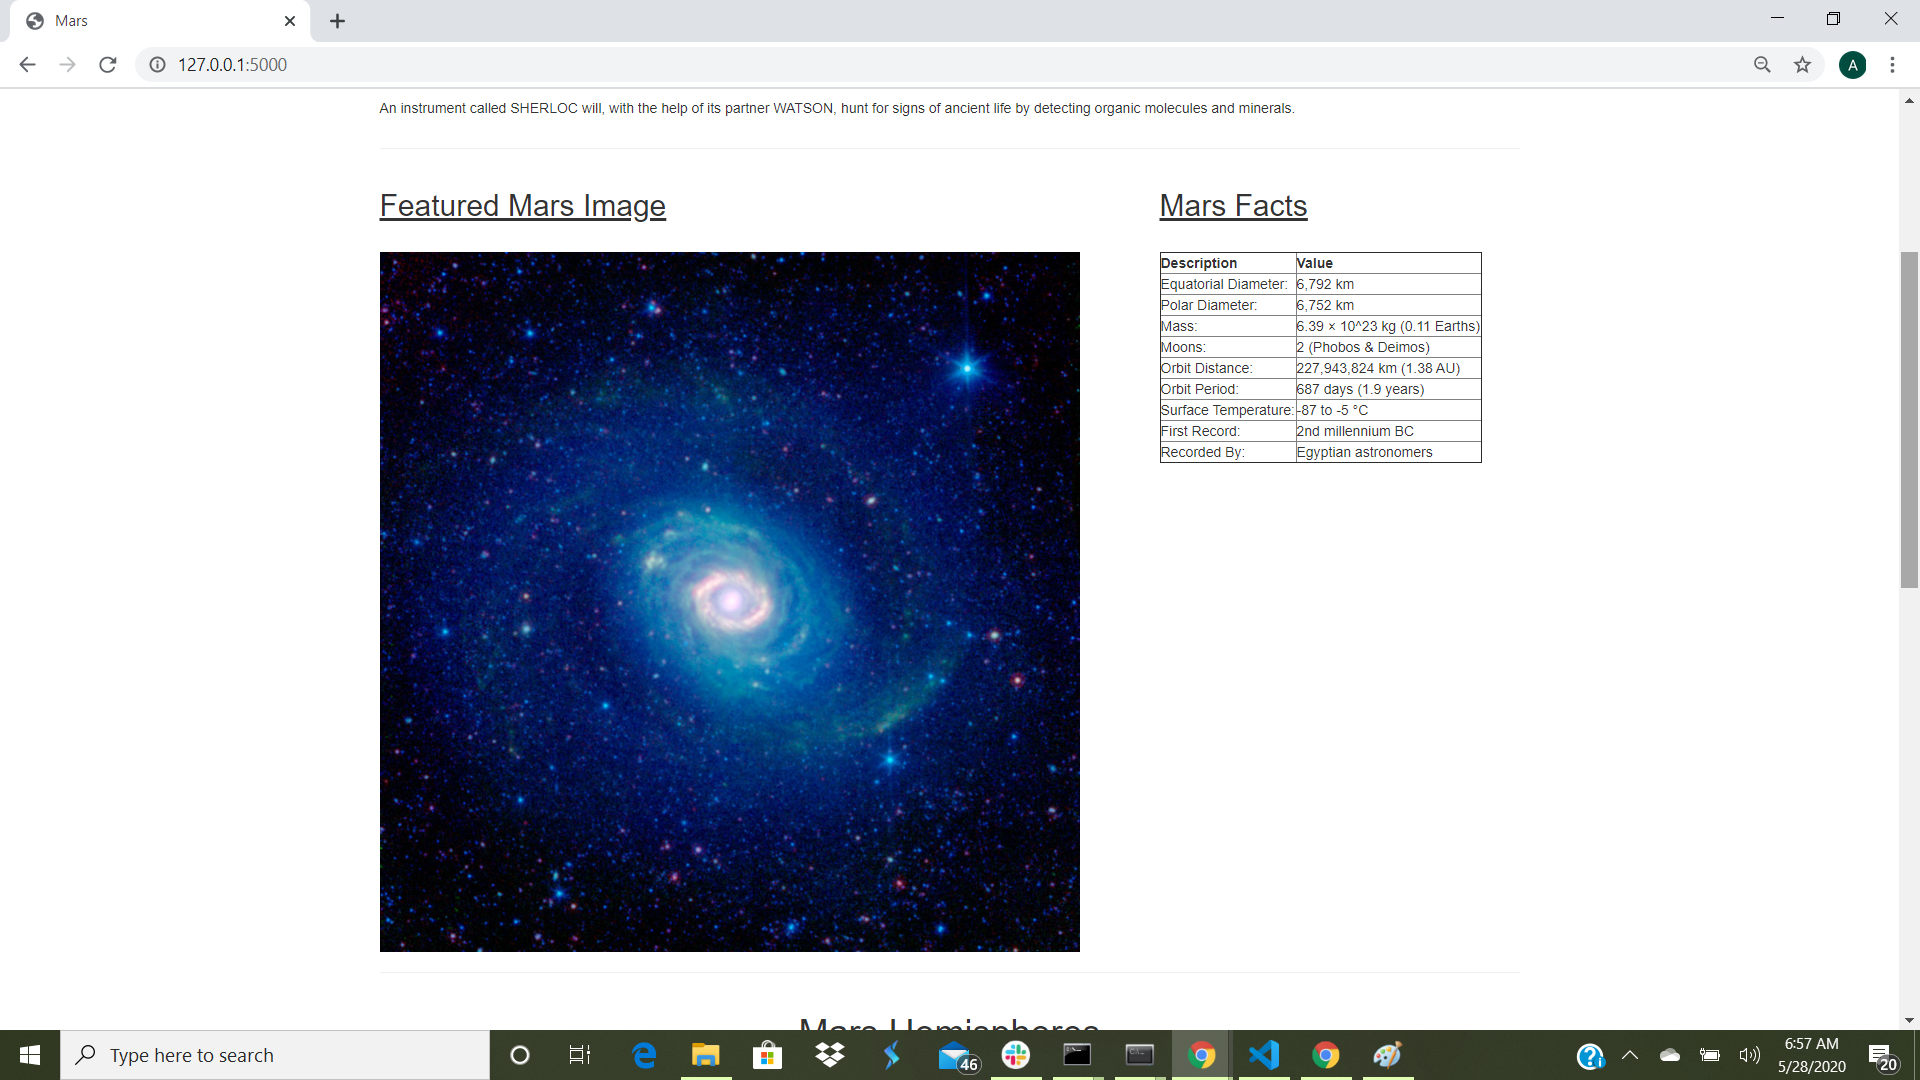 Mars
127.0.0.1:5000
A
An instrument called SHERLOC will, with the help of its partner WATSON, hunt for signs of ancient life by detecting organic molecules and minerals.
Featured Mars Image
Mars Facts
Description Value
Equatorial Diameter: 6,792 km
Polar Diameter: 6,752 km
Mass: 6.39 × 10^23 kg (0.11 Earths)
Moons: 2 (Phobos & Deimos)
Orbit Distance: 227,943,824 km (1.38 AU)
Orbit Period: 687 days (1.9 years)
Surface Temperature: -87 to -5 °C
First Record: 2nd millennium BC
Recorded By: Egyptian astronomers
Mars Hemispheres
Type here to search
46
6:57 AM
5/28/2020
20